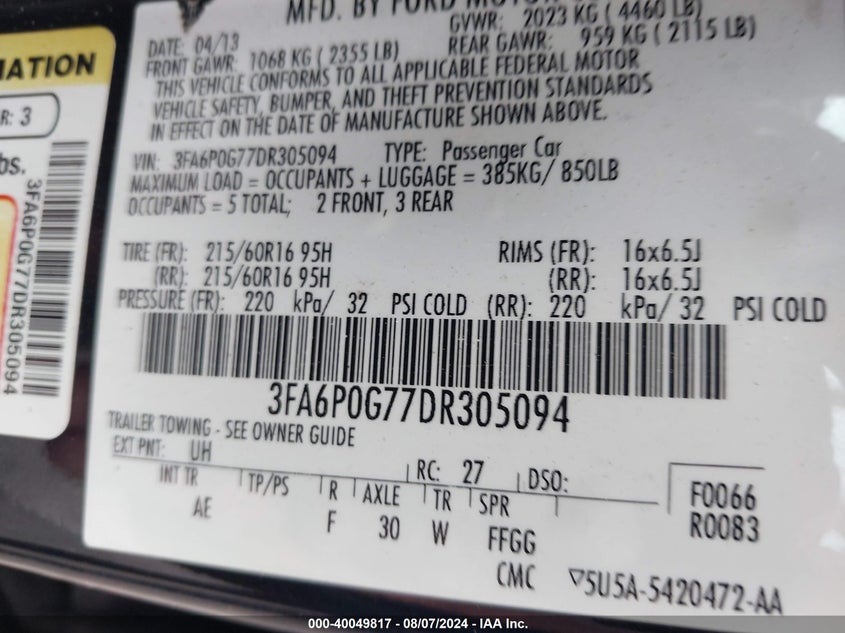 MFD. BY FORD
DATE: 04/13 GVWR: 2023 KG ( 4460 LB)
FRONT GAWR: 1068 KG ( 2355 LB) REAR GAWR: 959 KG ( 2115 LB)
THIS VEHICLE CONFORMS TO ALL APPLICABLE FEDERAL MOTOR
VEHICLE SAFETY, BUMPER, AND THEFT PREVENTION STANDARDS
IN EFFECT ON THE DATE OF MANUFACTURE SHOWN ABOVE.
VIN: 3FA6P0G77DR305094 TYPE: Passenger Car
MAXIMUM LOAD = OCCUPANTS + LUGGAGE = 385KG/ 850LB
OCCUPANTS = 5 TOTAL; 2 FRONT, 3 REAR
TIRE (FR): 215/60R16 95H RIMS (FR): 16x6.5J
(RR): 215/60R16 95H (RR): 16x6.5J
PRESSURE (FR): 220 kPa/ 32 PSI COLD (RR): 220 kPa/ 32 PSI COLD
3FA6P0G77DR305094
TRAILER TOWING - SEE OWNER GUIDE
EXT PNT: UH RC: 27 DSO:
INT TR TP/PS R AXLE TR SPR
AE F 30 W FFGG
F0066
R0083
CMC 5U5A-5420472-AA
MATION
R: 3
bs.
3FA6P0G77DR305094
000-40049817 - 08/07/2024 - IAA Inc.